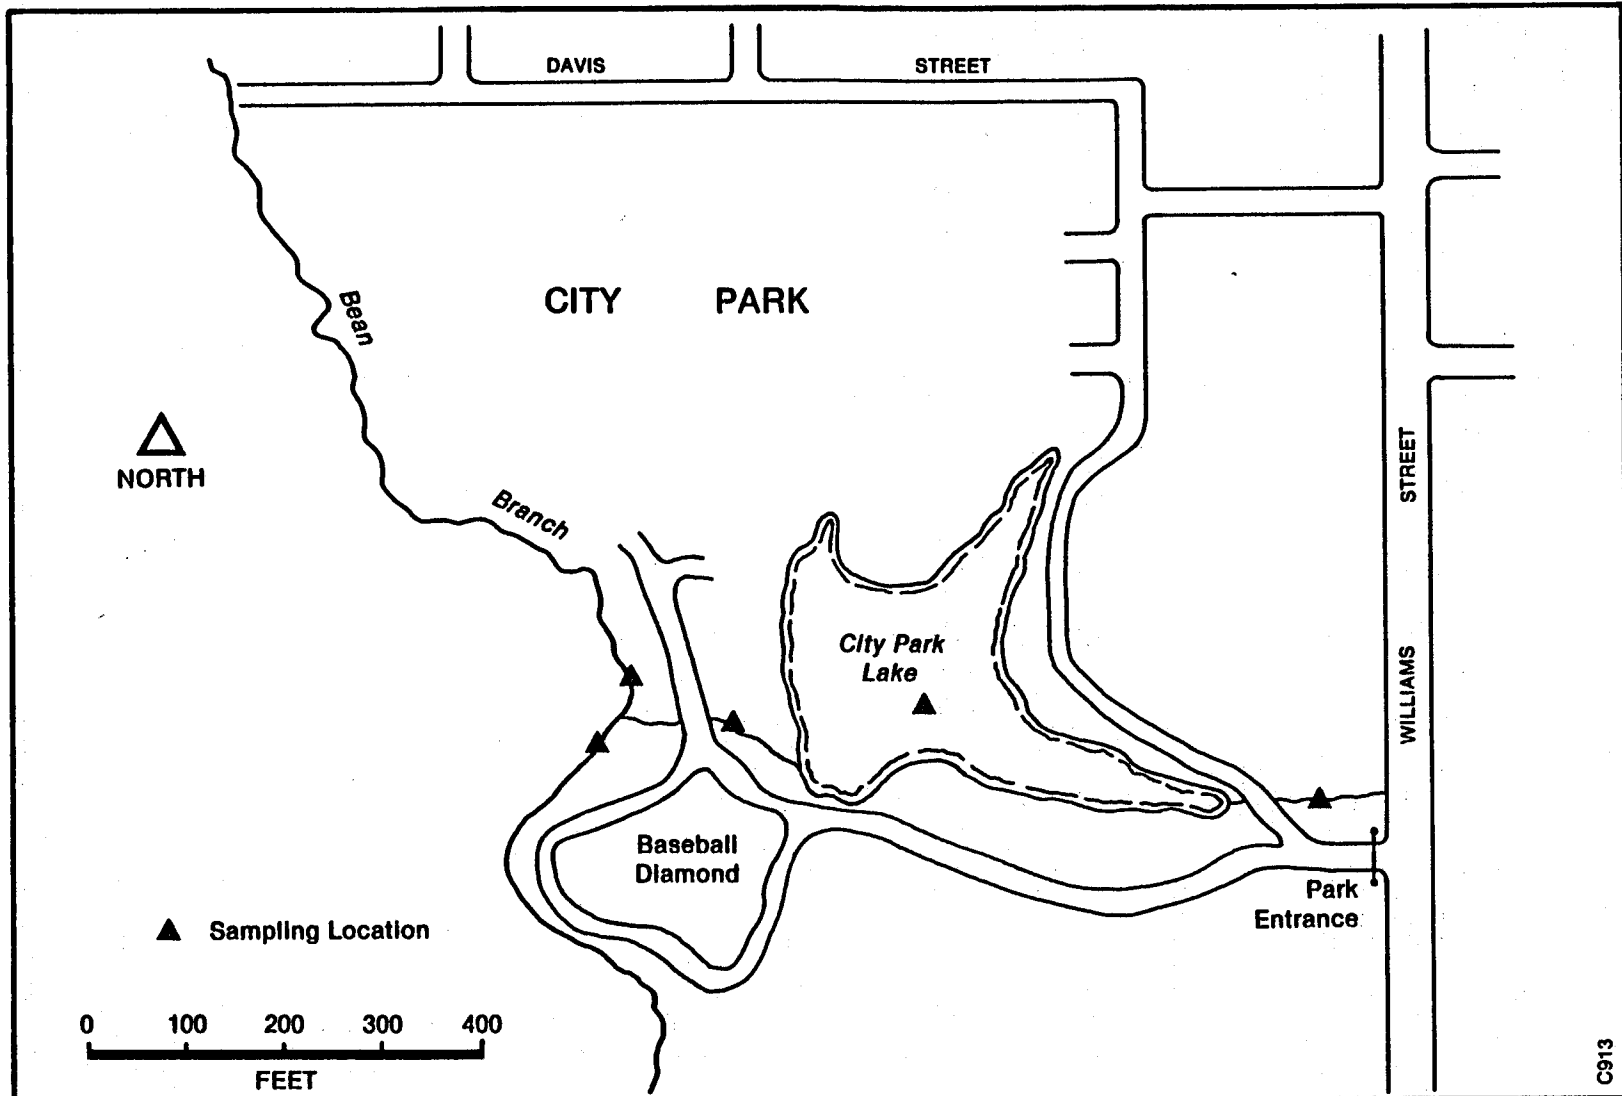 DAVIS STREET
CITY PARK
Bean
Branch
NORTH
STREET
WILLIAMS
City Park
Lake
Baseball
Diamond
Park
Entrance
Sampling Location
0 100 200 300 400
FEET
C913